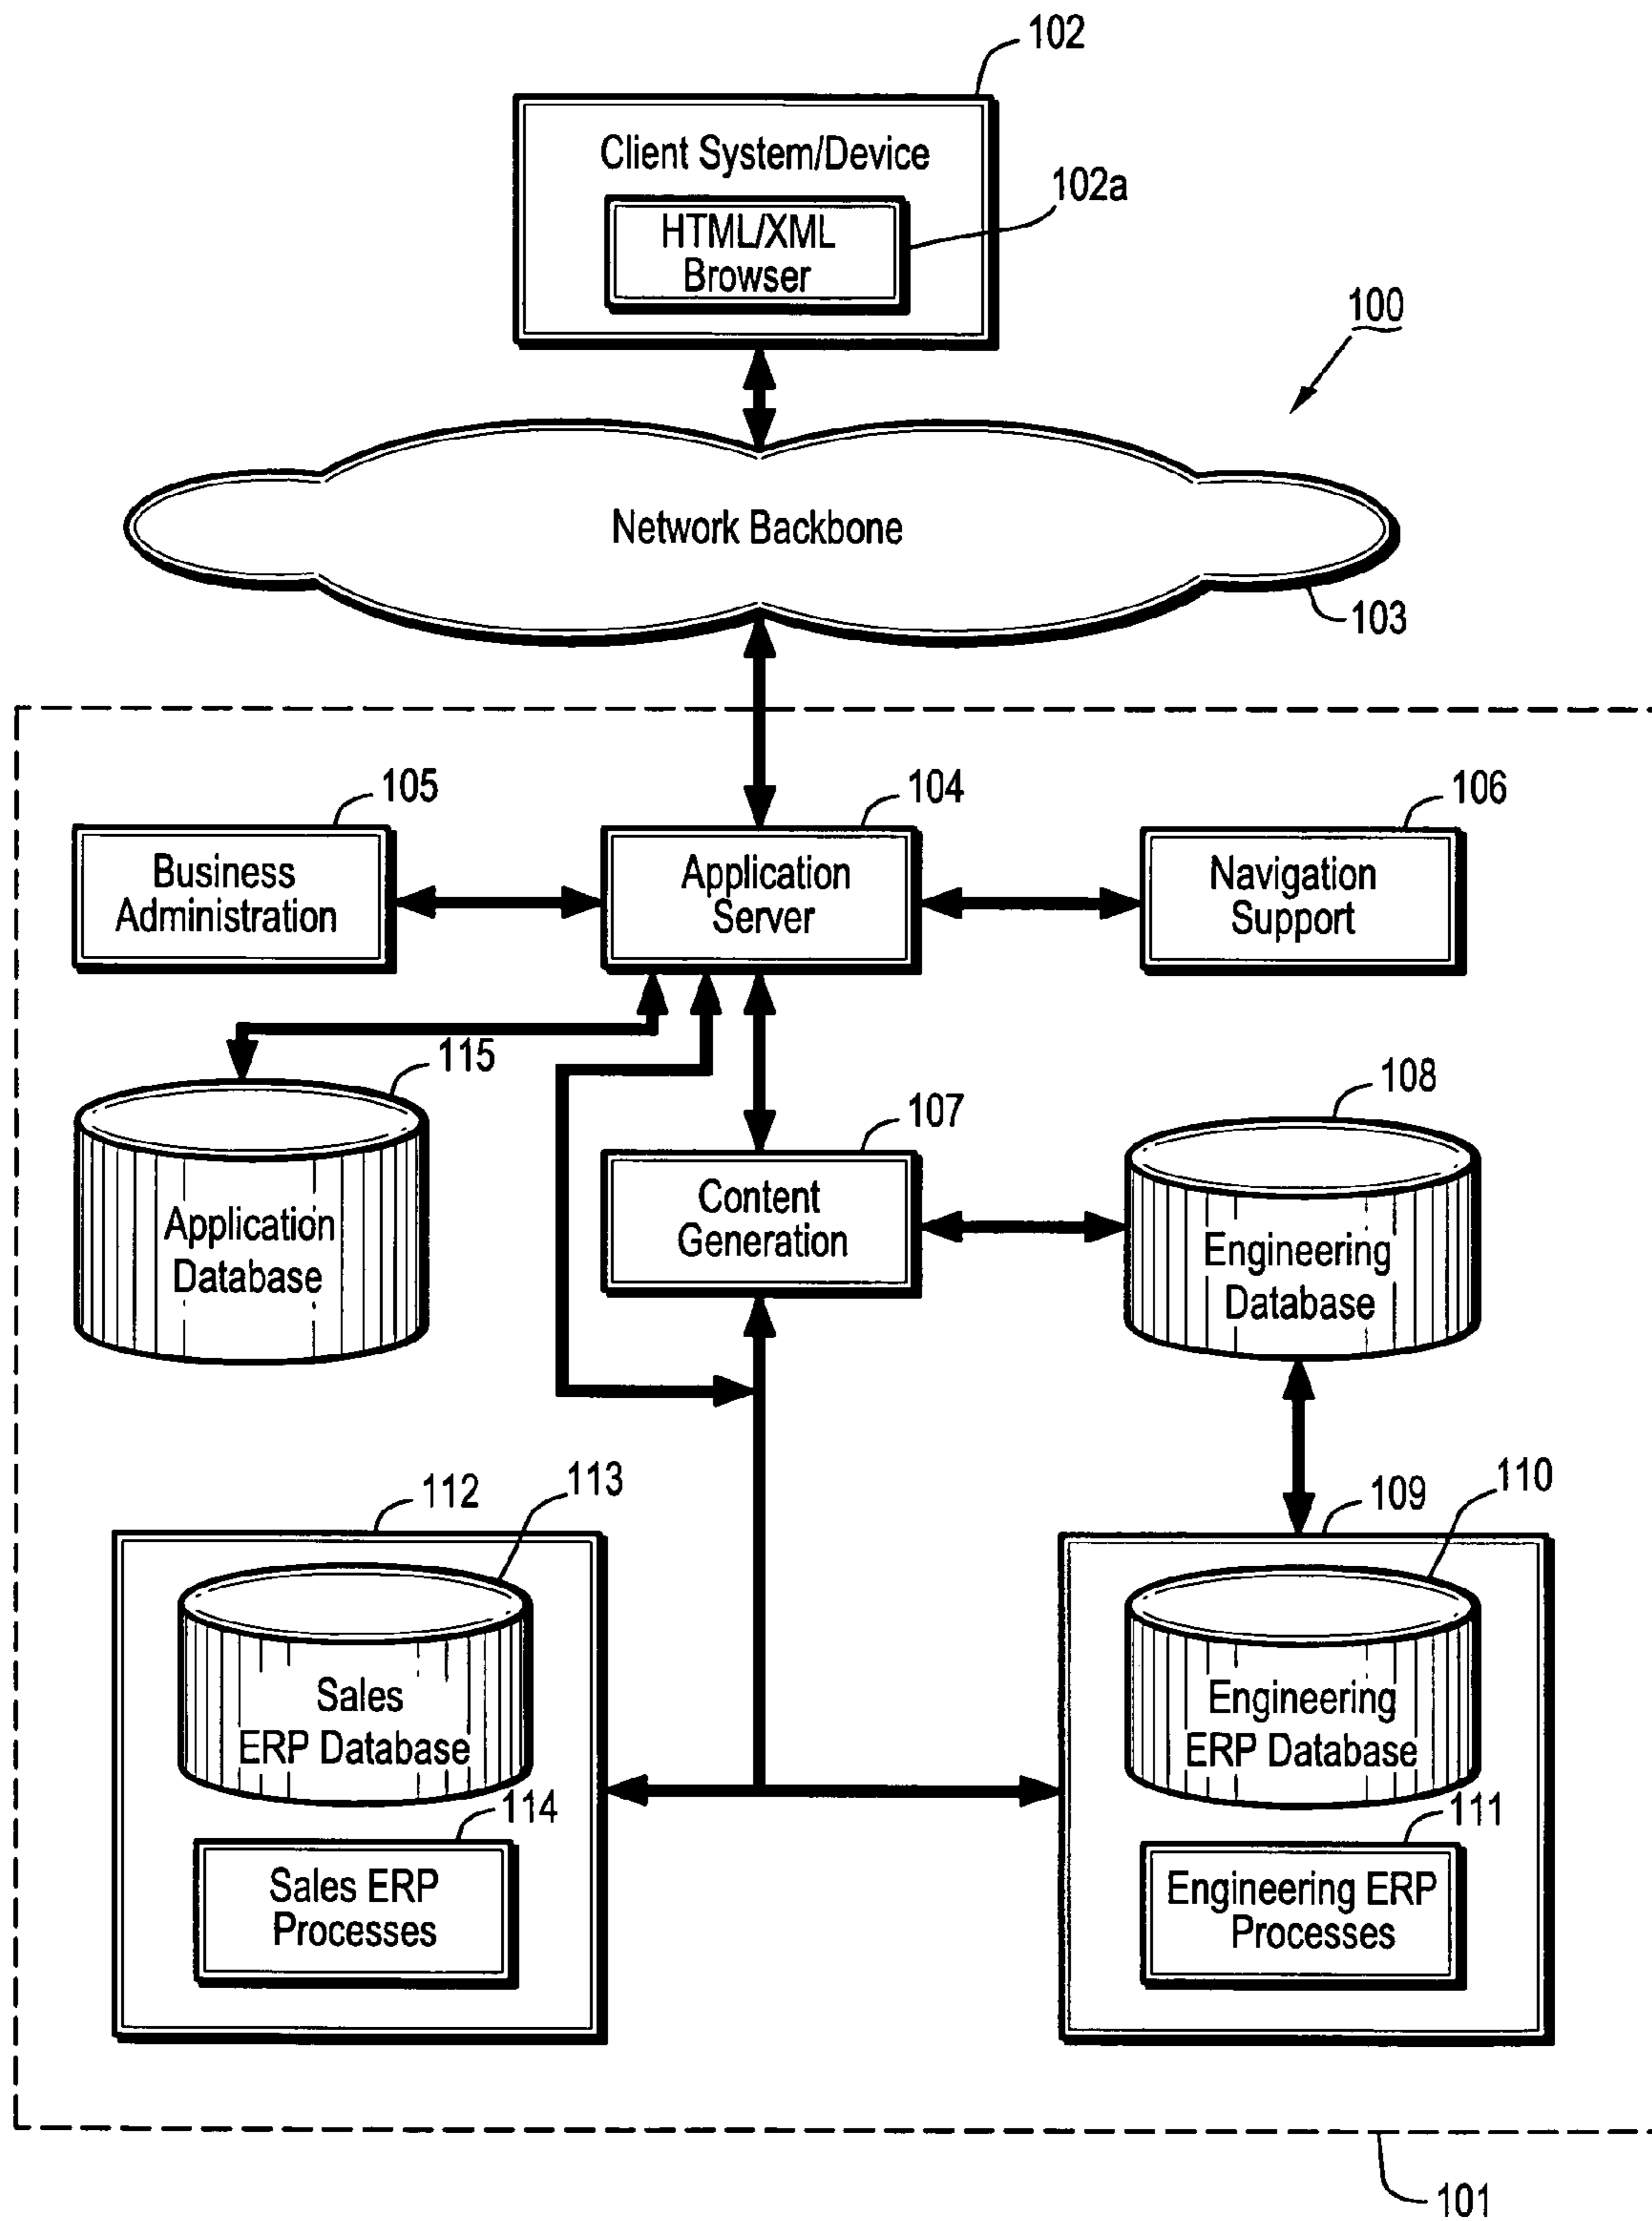 102
Client System/Device
102a
HTML/XML
Browser
100
Network Backbone
103
105
104
106
Business
Administration
Application
Server
Navigation
Support
115
108
107
Application
Database
Content
Generation
Engineering
Database
112
113
109
110
Sales
ERP Database
Engineering
ERP Database
114
111
Sales ERP
Processes
Engineering ERP
Processes
101